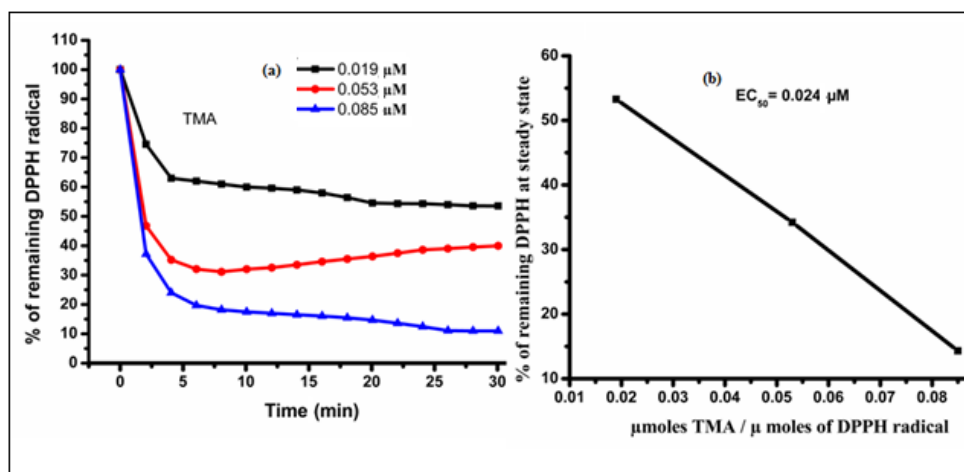 110
100
90
80
70
60
50
40
30
20
10
0
% of remaining DPPH radical
(a)
0.019 µM
0.053 µM
0.085 µM
TMA
0 5 10 15 20 25 30
Time (min)
(b)
EC50= 0.024 µM
60
50
40
30
20
10
% of remaining DPPH at steady state
0.01 0.02 0.03 0.04 0.05 0.06 0.07 0.08
µmoles TMA / µ moles of DPPH radical